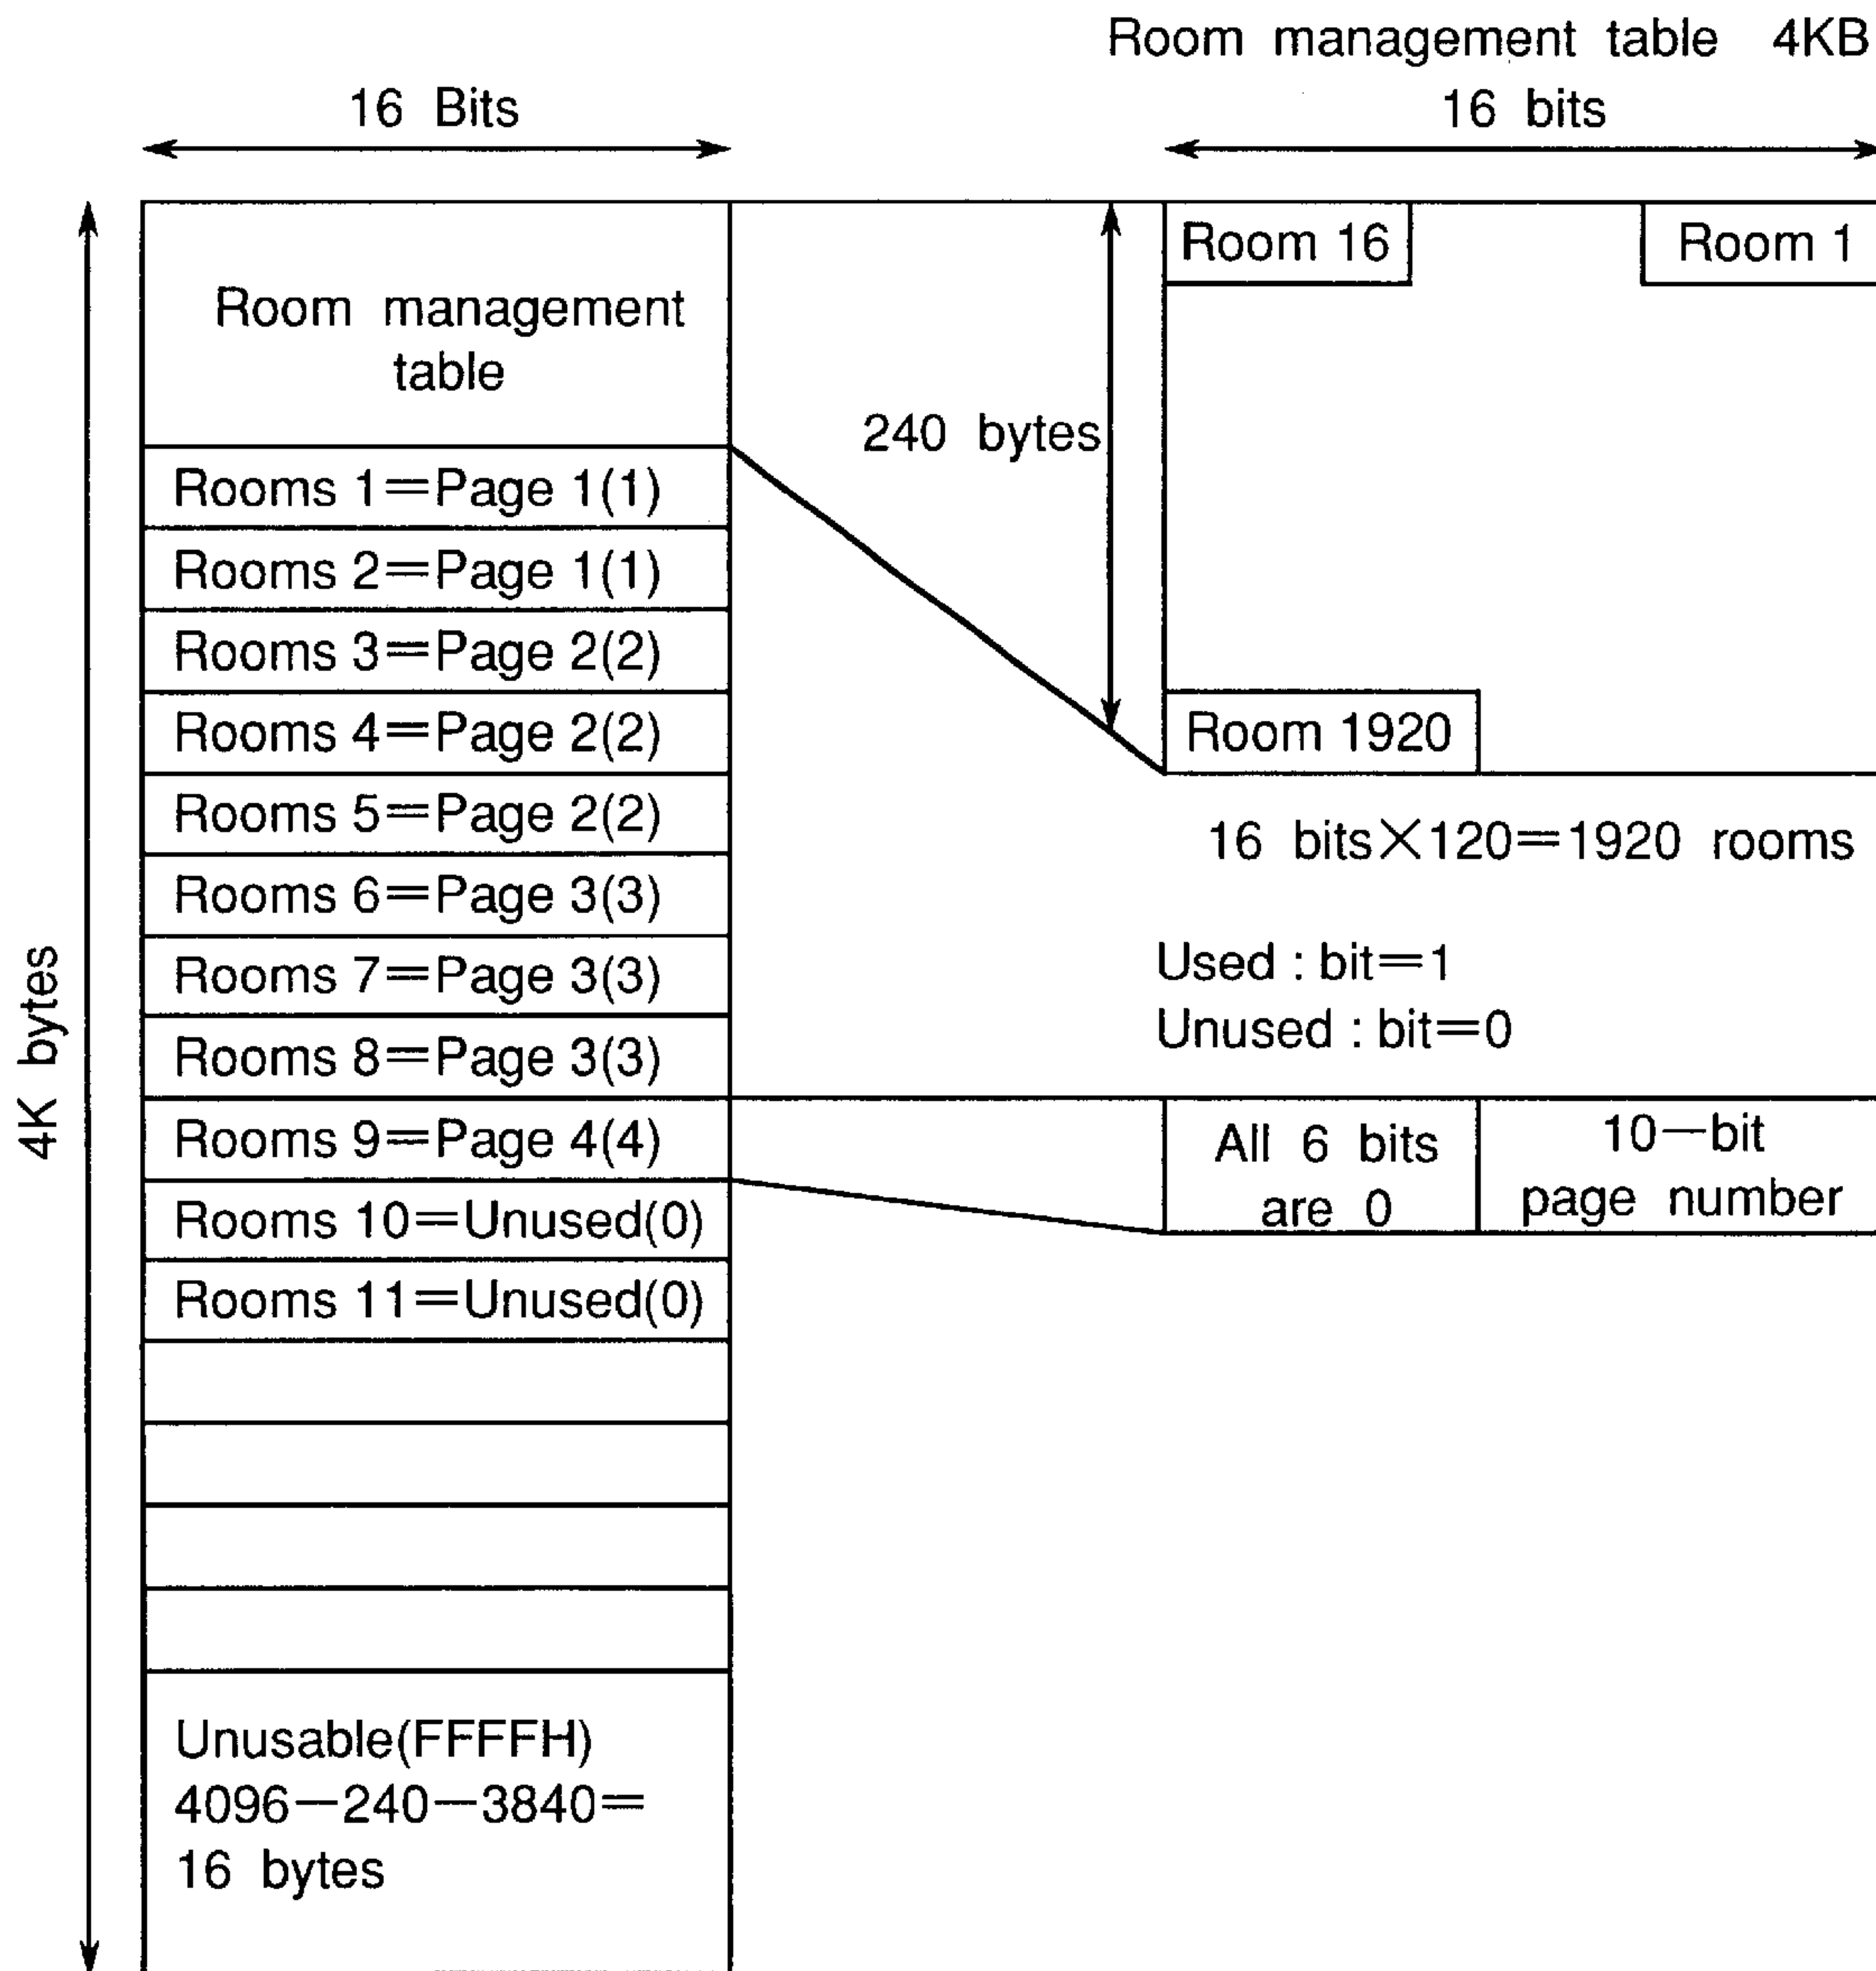 Room management table 4KB
16 Bits
16 bits
Room management
table
Rooms 1=Page 1(1)
Rooms 2=Page 1(1)
Rooms 3=Page 2(2)
Rooms 4=Page 2(2)
Rooms 5=Page 2(2)
Rooms 6=Page 3(3)
Rooms 7=Page 3(3)
Rooms 8=Page 3(3)
Rooms 9=Page 4(4)
Rooms 10=Unused(0)
Rooms 11=Unused(0)
Unusable(FFFFH)
4096—240—3840=
16 bytes
4K bytes
240 bytes
Room 16
Room 1
Room 1920
16 bits×120=1920 rooms
Used : bit=1
Unused : bit=0
All 6 bits
are 0
10—bit
page number